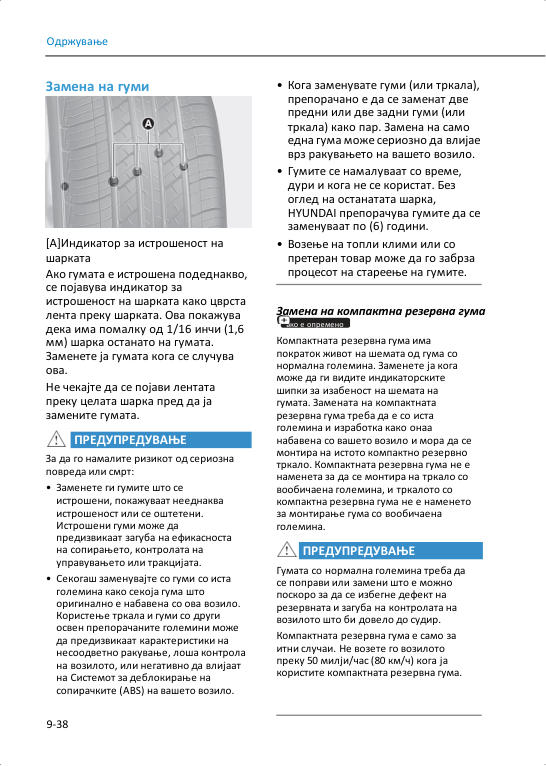 Одржување
Замена на гуми
A
[A]Индикатор за истрошеност на
шарката
Ако гумата е истрошена подеднакво,
се појавува индикатор за
истрошеност на шарката како цврста
лента преку шарката. Ова покажува
дека има помалку од 1/16 инчи (1,6
мм) шарка останато на гумата.
Заменете ја гумата кога се случува
ова.
Не чекајте да се појави лентата
преку целата шарка пред да ја
замените гумата.
ПРЕДУПРЕДУВАЊЕ
За да го намалите ризикот од сериозна
повреда или смрт:
• Заменете ги гумите што се
истрошени, покажуваат нееднаква
истрошеност или се оштетени.
Истрошени гуми може да
предизвикаат загуба на ефикасноста
на сопирањето, контролата на
управувањето или тракцијата.
• Секогаш заменувајте со гуми со иста
големина како секоја гума што
оригинално е набавена со ова возило.
Користење тркала и гуми со други
освен препорачаните големини може
да предизвикаат карактеристики на
несоодветно ракување, лоша контрола
на возилото, или негативно да влијаат
на Системот за деблокирање на
сопирачките (ABS) на вашето возило.
• Кога заменувате гуми (или тркала),
препорачано е да се заменат две
предни или две задни гуми (или
тркала) како пар. Замена на само
една гума може сериозно да влијае
врз ракувањето на вашето возило.
• Гумите се намалуваат со време,
дури и кога не се користат. Без
оглед на останатата шарка,
HYUNDAI препорачува гумите да се
заменуваат по (6) години.
• Возење на топли клими или со
претеран товар може да го забрза
процесот на стареење на гумите.
Замена на компактна резервна гума
ако е опремено
Компактната резервна гума има
пократок живот на шемата од гума со
нормална големина. Заменете ја кога
може да ги видите индикаторските
шипки за изабеност на шемата на
гумата. Замената на компактната
резервна гума треба да е со иста
големина и изработка како онаа
набавена со вашето возило и мора да се
монтира на истото компактно резервно
тркало. Компактната резервна гума не е
наменета за да се монтира на тркало со
вообичаена големина, и тркалото со
компактна резервна гума не е наменето
за монтирање гума со вообичаена
големина.
ПРЕДУПРЕДУВАЊЕ
Гумата со нормална големина треба да
се поправи или замени што е можно
поскоро за да се избегне дефект на
резервната и загуба на контролата на
возилото што би довело до судир.
Компактната резервна гума е само за
итни случаи. Не возете го возилото
преку 50 милји/час (80 км/ч) кога ја
користите компактната резервна гума.
9-38